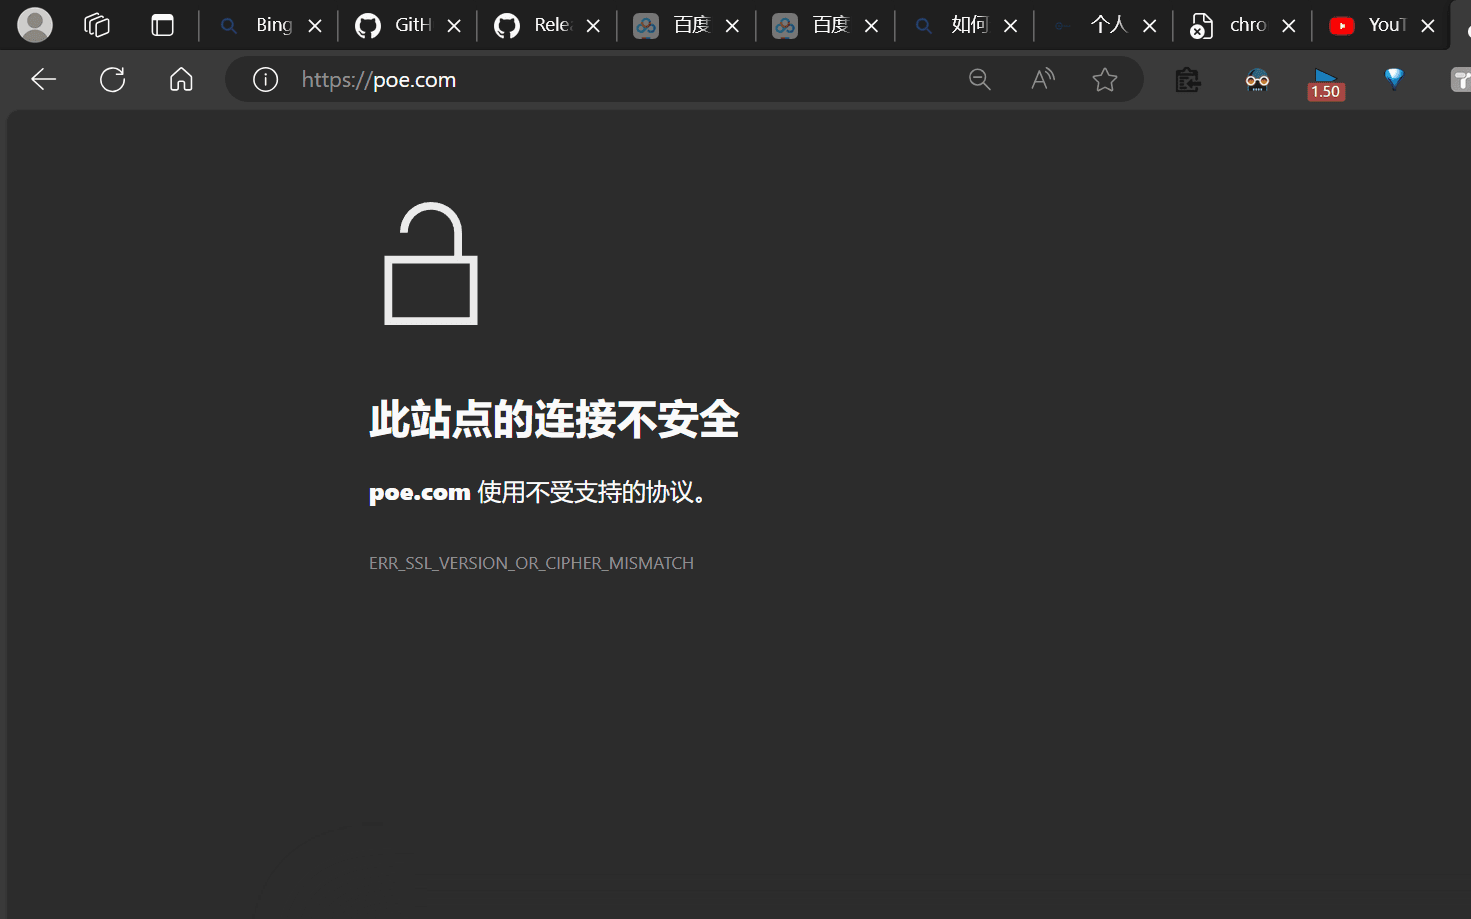 Bing
GitH
Rele
百度
百度
如何
个人
chro
YouT
https://poe.com
A
1.50
此站点的连接不安全
poe.com 使用不受支持的协议。
ERR_SSL_VERSION_OR_CIPHER_MISMATCH